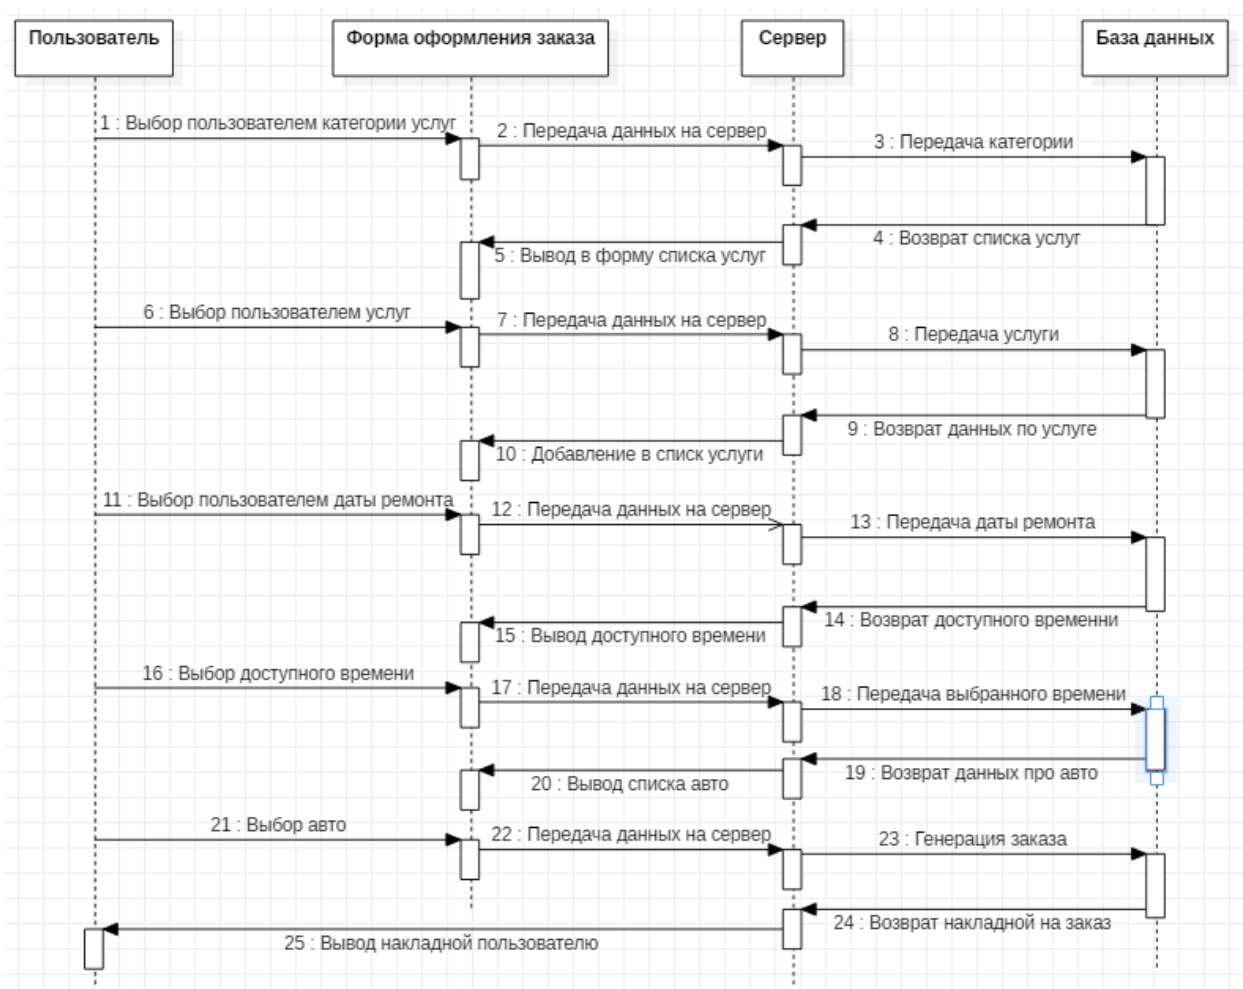 Пользователь
Форма оформления заказа
Сервер
База данных
1 : Выбор пользователем категории услуг
2 : Передача данных на сервер
3 : Передача категории
4 : Возврат списка услуг
5 : Вывод в форму списка услуг
6 : Выбор пользователем услуг
7 : Передача данных на сервер
8 : Передача услуги
9 : Возврат данных по услуге
10 : Добавление в списк услуги
11 : Выбор пользователем даты ремонта
12 : Передача данных на сервер
13 : Передача даты ремонта
14 : Возврат доступного временни
15 : Вывод доступного времени
16 : Выбор доступного времени
17 : Передача данных на сервер
18 : Передача выбранного времени
19 : Возврат данных про авто
20 : Вывод списка авто
21 : Выбор авто
22 : Передача данных на сервер
23 : Генерация заказа
24 : Возврат накладной на заказ
25 : Вывод накладной пользователю